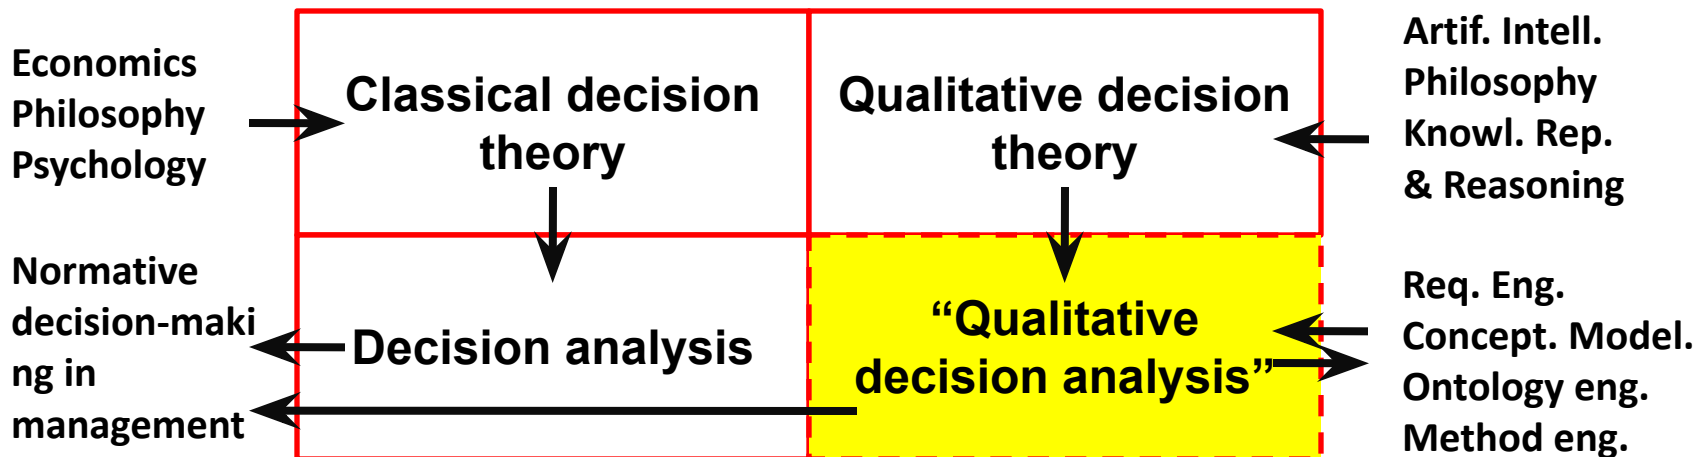 Economics
Philosophy
Psychology
Classical decision
theory
Qualitative decision
theory
Artif. Intell.
Philosophy
Knowl. Rep.
& Reasoning
Normative
decision-maki
ng in
management
Decision analysis
“Qualitative
decision analysis”
Req. Eng.
Concept. Model.
Ontology eng.
Method eng.